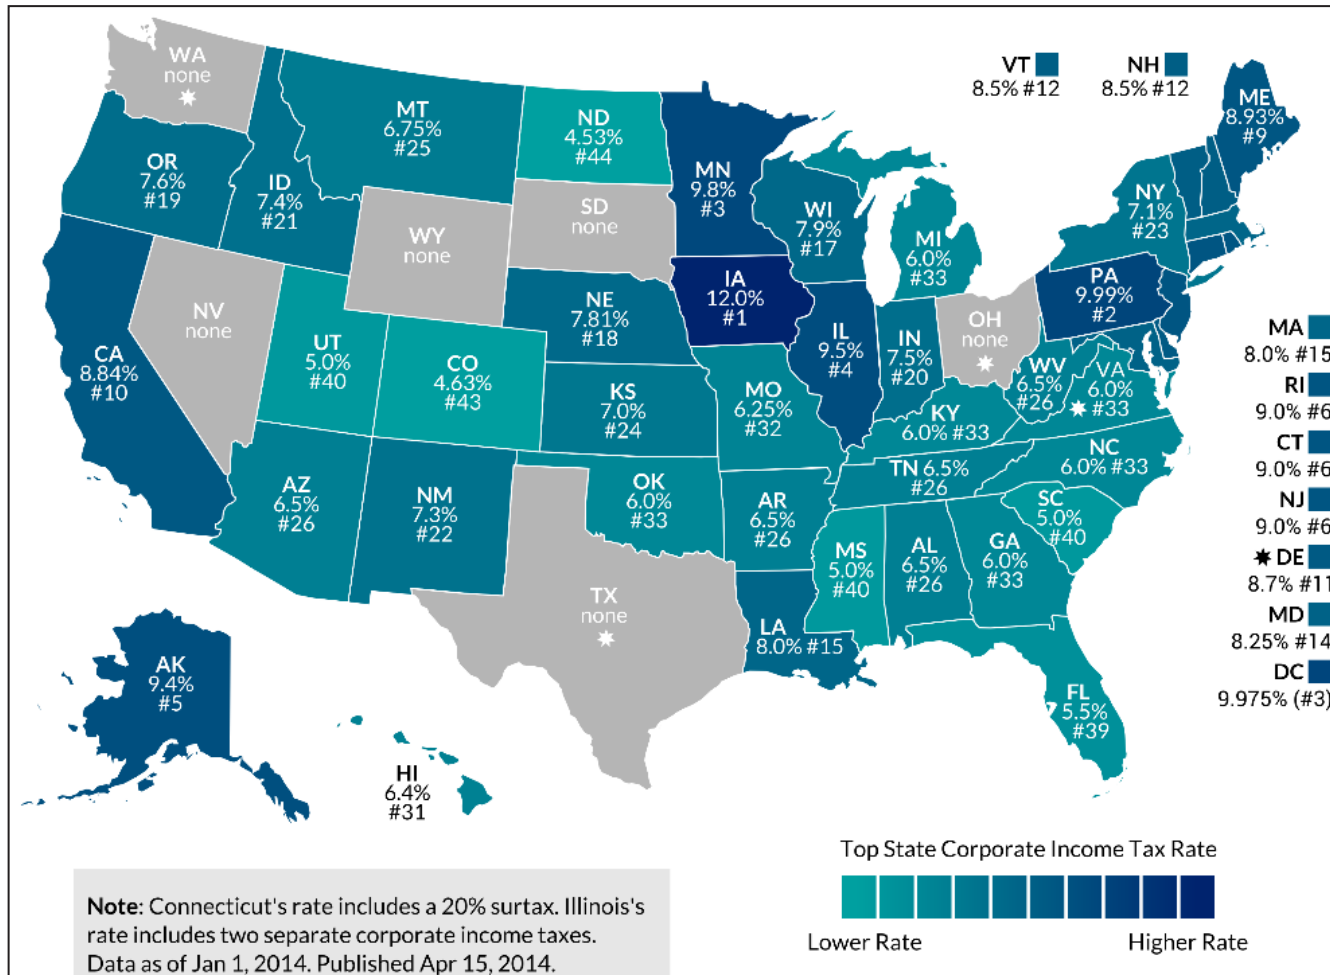 WA
none
MT
6.75%
#25
ND
4.53%
#44
VT
8.5% #12
NH
8.5% #12
ME
8.93%
#9
OR
7.6%
#19
ID
7.4%
#21
MN
9.8%
#3
SD
none
WY
none
WI
7.9%
#17
MI
6.0%
#33
NY
7.1%
#23
NV
none
UT
5.0%
#40
CO
4.63%
#43
NE
7.81%
#18
IA
12.0%
#1
IL
9.5%
#4
IN
7.5%
#20
OH
none
PA
9.99%
#2
CA
8.84%
#10
KS
7.0%
#24
MO
6.25%
#32
KY
6.0% #33
WV
6.5%
#26
VA
6.0%
#33
MA
8.0% #15
RI
9.0% #6
CT
9.0% #6
NJ
9.0% #6
DE
8.7% #11
MD
8.25% #14
DC
9.975% (#3)
AZ
6.5%
#26
NM
7.3%
#22
OK
6.0%
#33
AR
6.5%
#26
TN 6.5%
#26
NC
6.0% #33
SC
5.0%
#40
MS
5.0%
#40
AL
6.5%
#26
GA
6.0%
#33
TX
none
LA
8.0% #15
FL
5.5%
#39
AK
9.4%
#5
HI
6.4%
#31
Top State Corporate Income Tax Rate
Lower Rate
Higher Rate
Note: Connecticut's rate includes a 20% surtax. Illinois's
rate includes two separate corporate income taxes.
Data as of Jan 1, 2014. Published Apr 15, 2014.